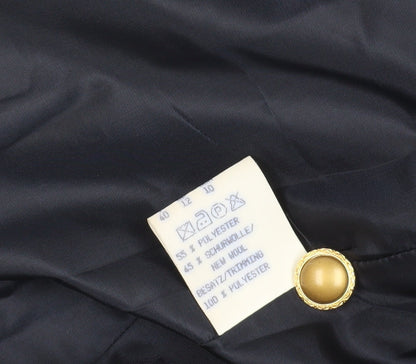 40 12 10
P
55 % POLYESTER
45 % SCHURWOLLE/
NEW WOOL
BESATZ/TRIMMING
100 % POLYESTER